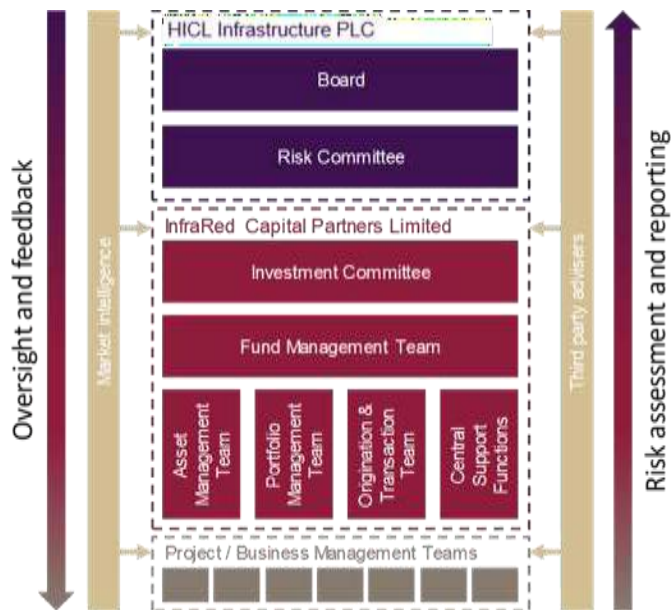 HICL Infrastructure PLC
Board
Risk Committee
InfraRed Capital Partners Limited
Investment Committee
Fund Management Team
Asset
Management
Team
Portfolio
Management
Team
Origination &
Transaction
Team
Central
Support
Functions
Project / Business Management Teams
Oversight and feedback
Market intelligence
Third party advisers
Risk assessment and reporting